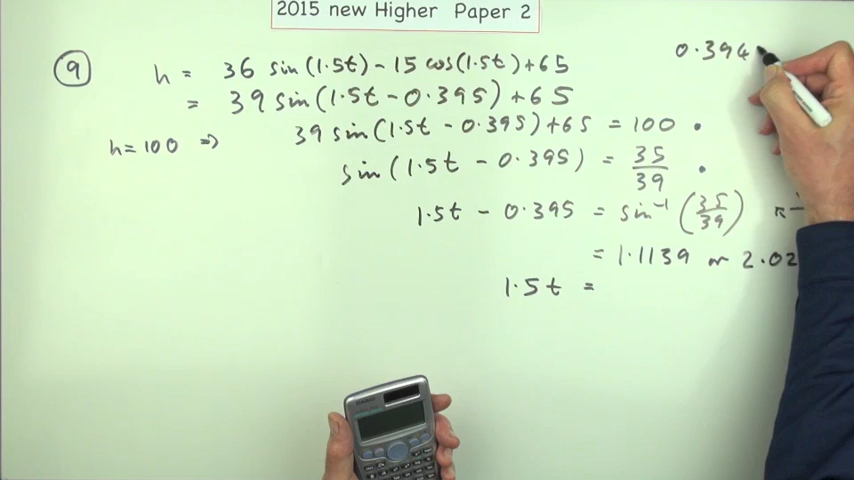 2015 new Higher Paper 2
0.394
9 h = 36 sin(1.5t) - 15 cos(1.5t) + 65
= 39 sin(1.5t - 0.395) + 65
h = 100 ⇒ 39 sin(1.5t - 0.395) + 65 = 100 •
sin(1.5t - 0.395) = 35/39 •
1.5t - 0.395 = sin⁻¹(35/39)
= 1.1139 or 2.02
1.5t =